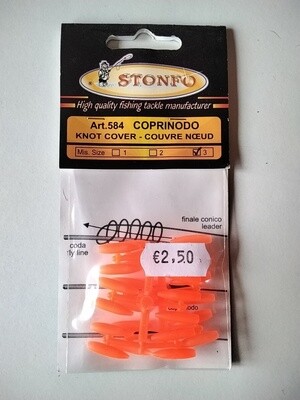 STONFO
High quality fishing tackle manufacturer
Art.584 COPRINODO
KNOT COVER - COUVRE NŒUD
Mis. Size 1 2 3
finale conico
leader
coda
fly line
€2,50